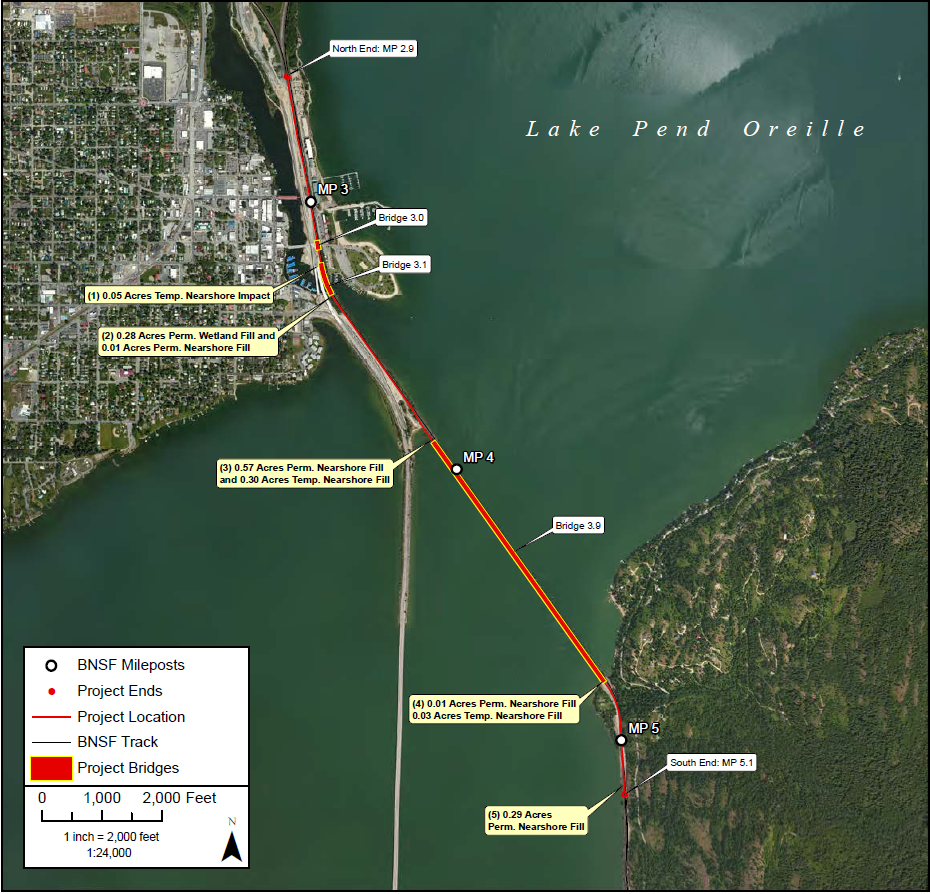 North End: MP 2.9
Lake Pend Oreille
MP 3
Bridge 3.0
Bridge 3.1
(1) 0.05 Acres Temp. Nearshore Impact
(2) 0.28 Acres Perm. Wetland Fill and
0.01 Acres Perm. Nearshore Fill
MP 4
(3) 0.57 Acres Perm. Nearshore Fill
and 0.30 Acres Temp. Nearshore Fill
Bridge 3.9
(4) 0.01 Acres Perm. Nearshore Fill
0.03 Acres Temp. Nearshore Fill
MP 5
South End: MP 5.1
(5) 0.29 Acres
Perm. Nearshore Fill
BNSF Mileposts
Project Ends
Project Location
BNSF Track
Project Bridges
0 1,000 2,000 Feet
1 inch = 2,000 feet
1:24,000
N